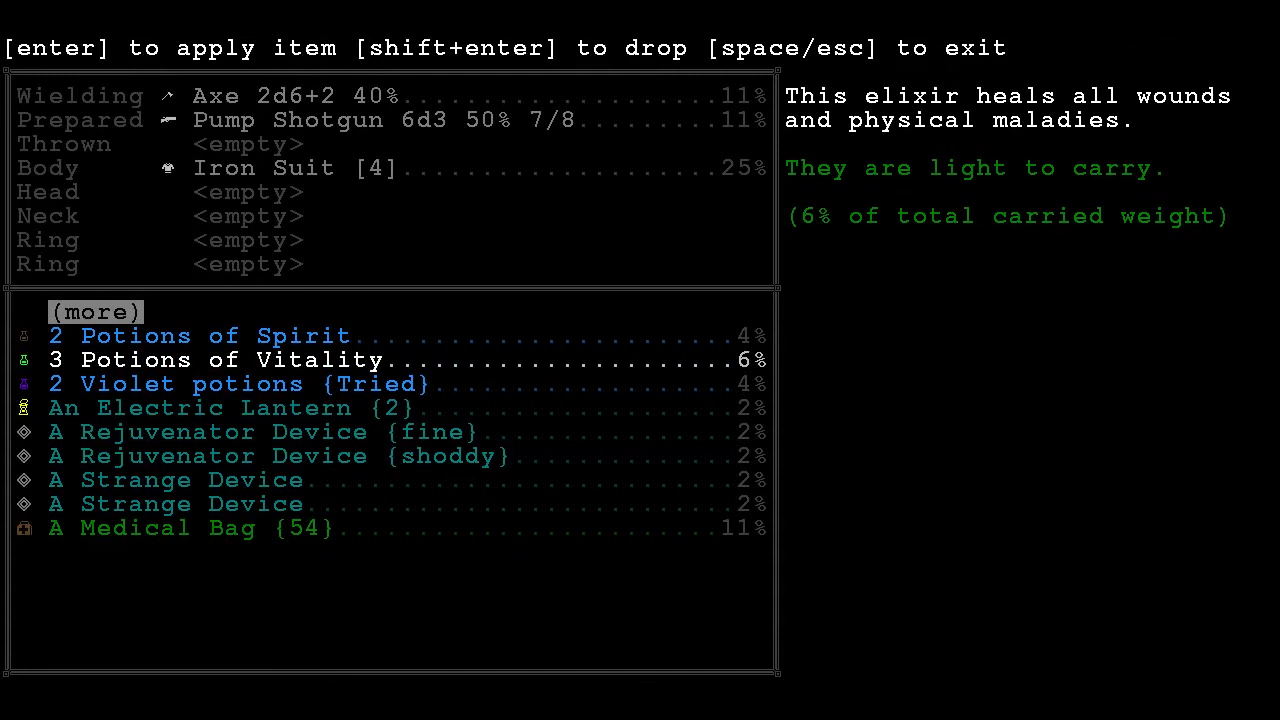 [enter] to apply item [shift+enter] to drop [space/esc] to exit
Wielding Axe 2d6+2 40%.....................11%
Prepared Pump Shotgun 6d3 50% 7/8.........11%
Thrown <empty>
Body Iron Suit [4]....................25%
Head <empty>
Neck <empty>
Ring <empty>
Ring <empty>
(more)
2 Potions of Spirit........................4%
3 Potions of Vitality......................6%
2 Violet potions {Tried}...................4%
An Electric Lantern {2}....................2%
A Rejuvenator Device {fine}................2%
A Rejuvenator Device {shoddy}..............2%
A Strange Device...........................2%
A Strange Device...........................2%
A Medical Bag {54}........................11%
This elixir heals all wounds
and physical maladies.
They are light to carry.
(6% of total carried weight)